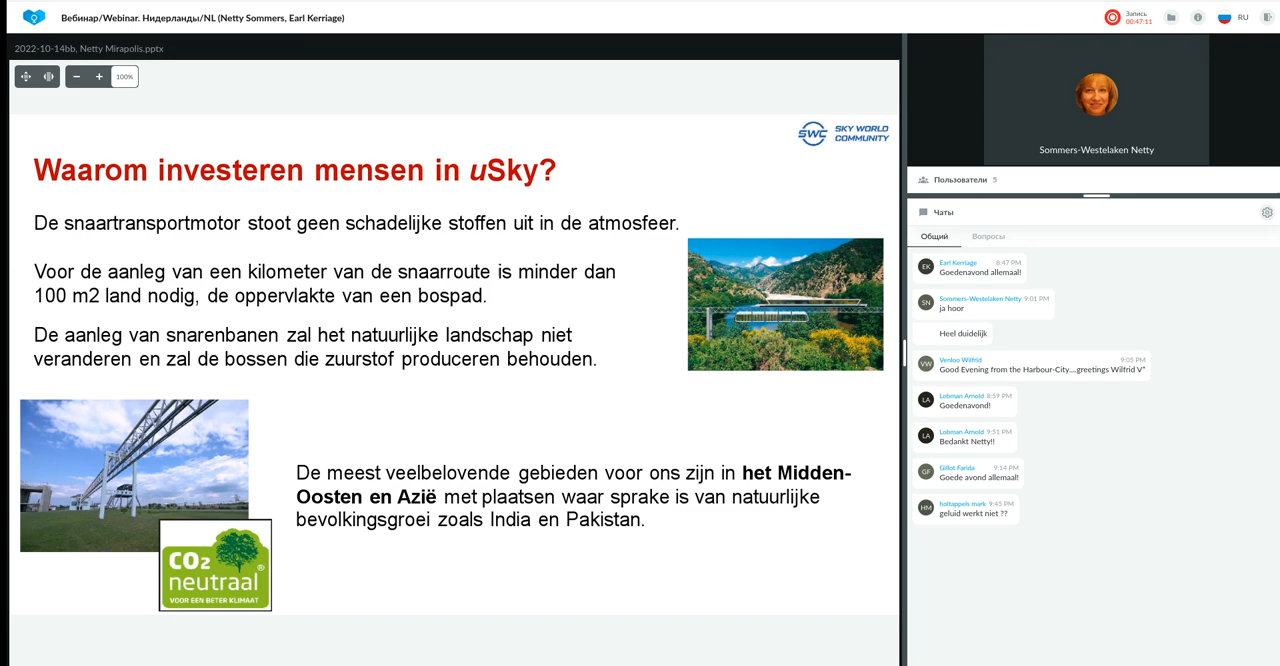 Вебинар/Webinar. Нидерланды/NL (Netty Sommers, Earl Kerriage)
Запись
00:47:11
RU
2022-10-14bb, Netty Mirapolis.pptx
100%
SWC SKY WORLD
COMMUNITY
Waarom investeren mensen in uSky?
De snaartransportmotor stoot geen schadelijke stoffen uit in de atmosfeer.
Voor de aanleg van een kilometer van de snaarroute is minder dan
100 m2 land nodig, de oppervlakte van een bospad.
De aanleg van snarenbanen zal het natuurlijke landschap niet
veranderen en zal de bossen die zuurstof produceren behouden.
De meest veelbelovende gebieden voor ons zijn in het Midden-
Oosten en Azië met plaatsen waar sprake is van natuurlijke
bevolkingsgroei zoals India en Pakistan.
CO2
neutraal®
VOOR EEN BETER KLIMAAT
Sommers-Westelaken Netty
Пользователи 5
Чаты
Общий Вопросы
EK Earl Kerriage 8:47 PM
Goedenavond allemaal!
SN Sommers-Westelaken Netty 9:01 PM
ja hoor
Heel duidelijk
VW Venloo Wilfrid 9:05 PM
Good Evening from the Harbour-City....greetings Wilfrid V"
LA Lobman Arnold 8:59 PM
Goedenavond!
LA Lobman Arnold 9:51 PM
Bedankt Netty!!
GF Gillot Farida 9:14 PM
Goede avond allemaal!
HM holtappels mark 9:45 PM
geluid werkt niet ??